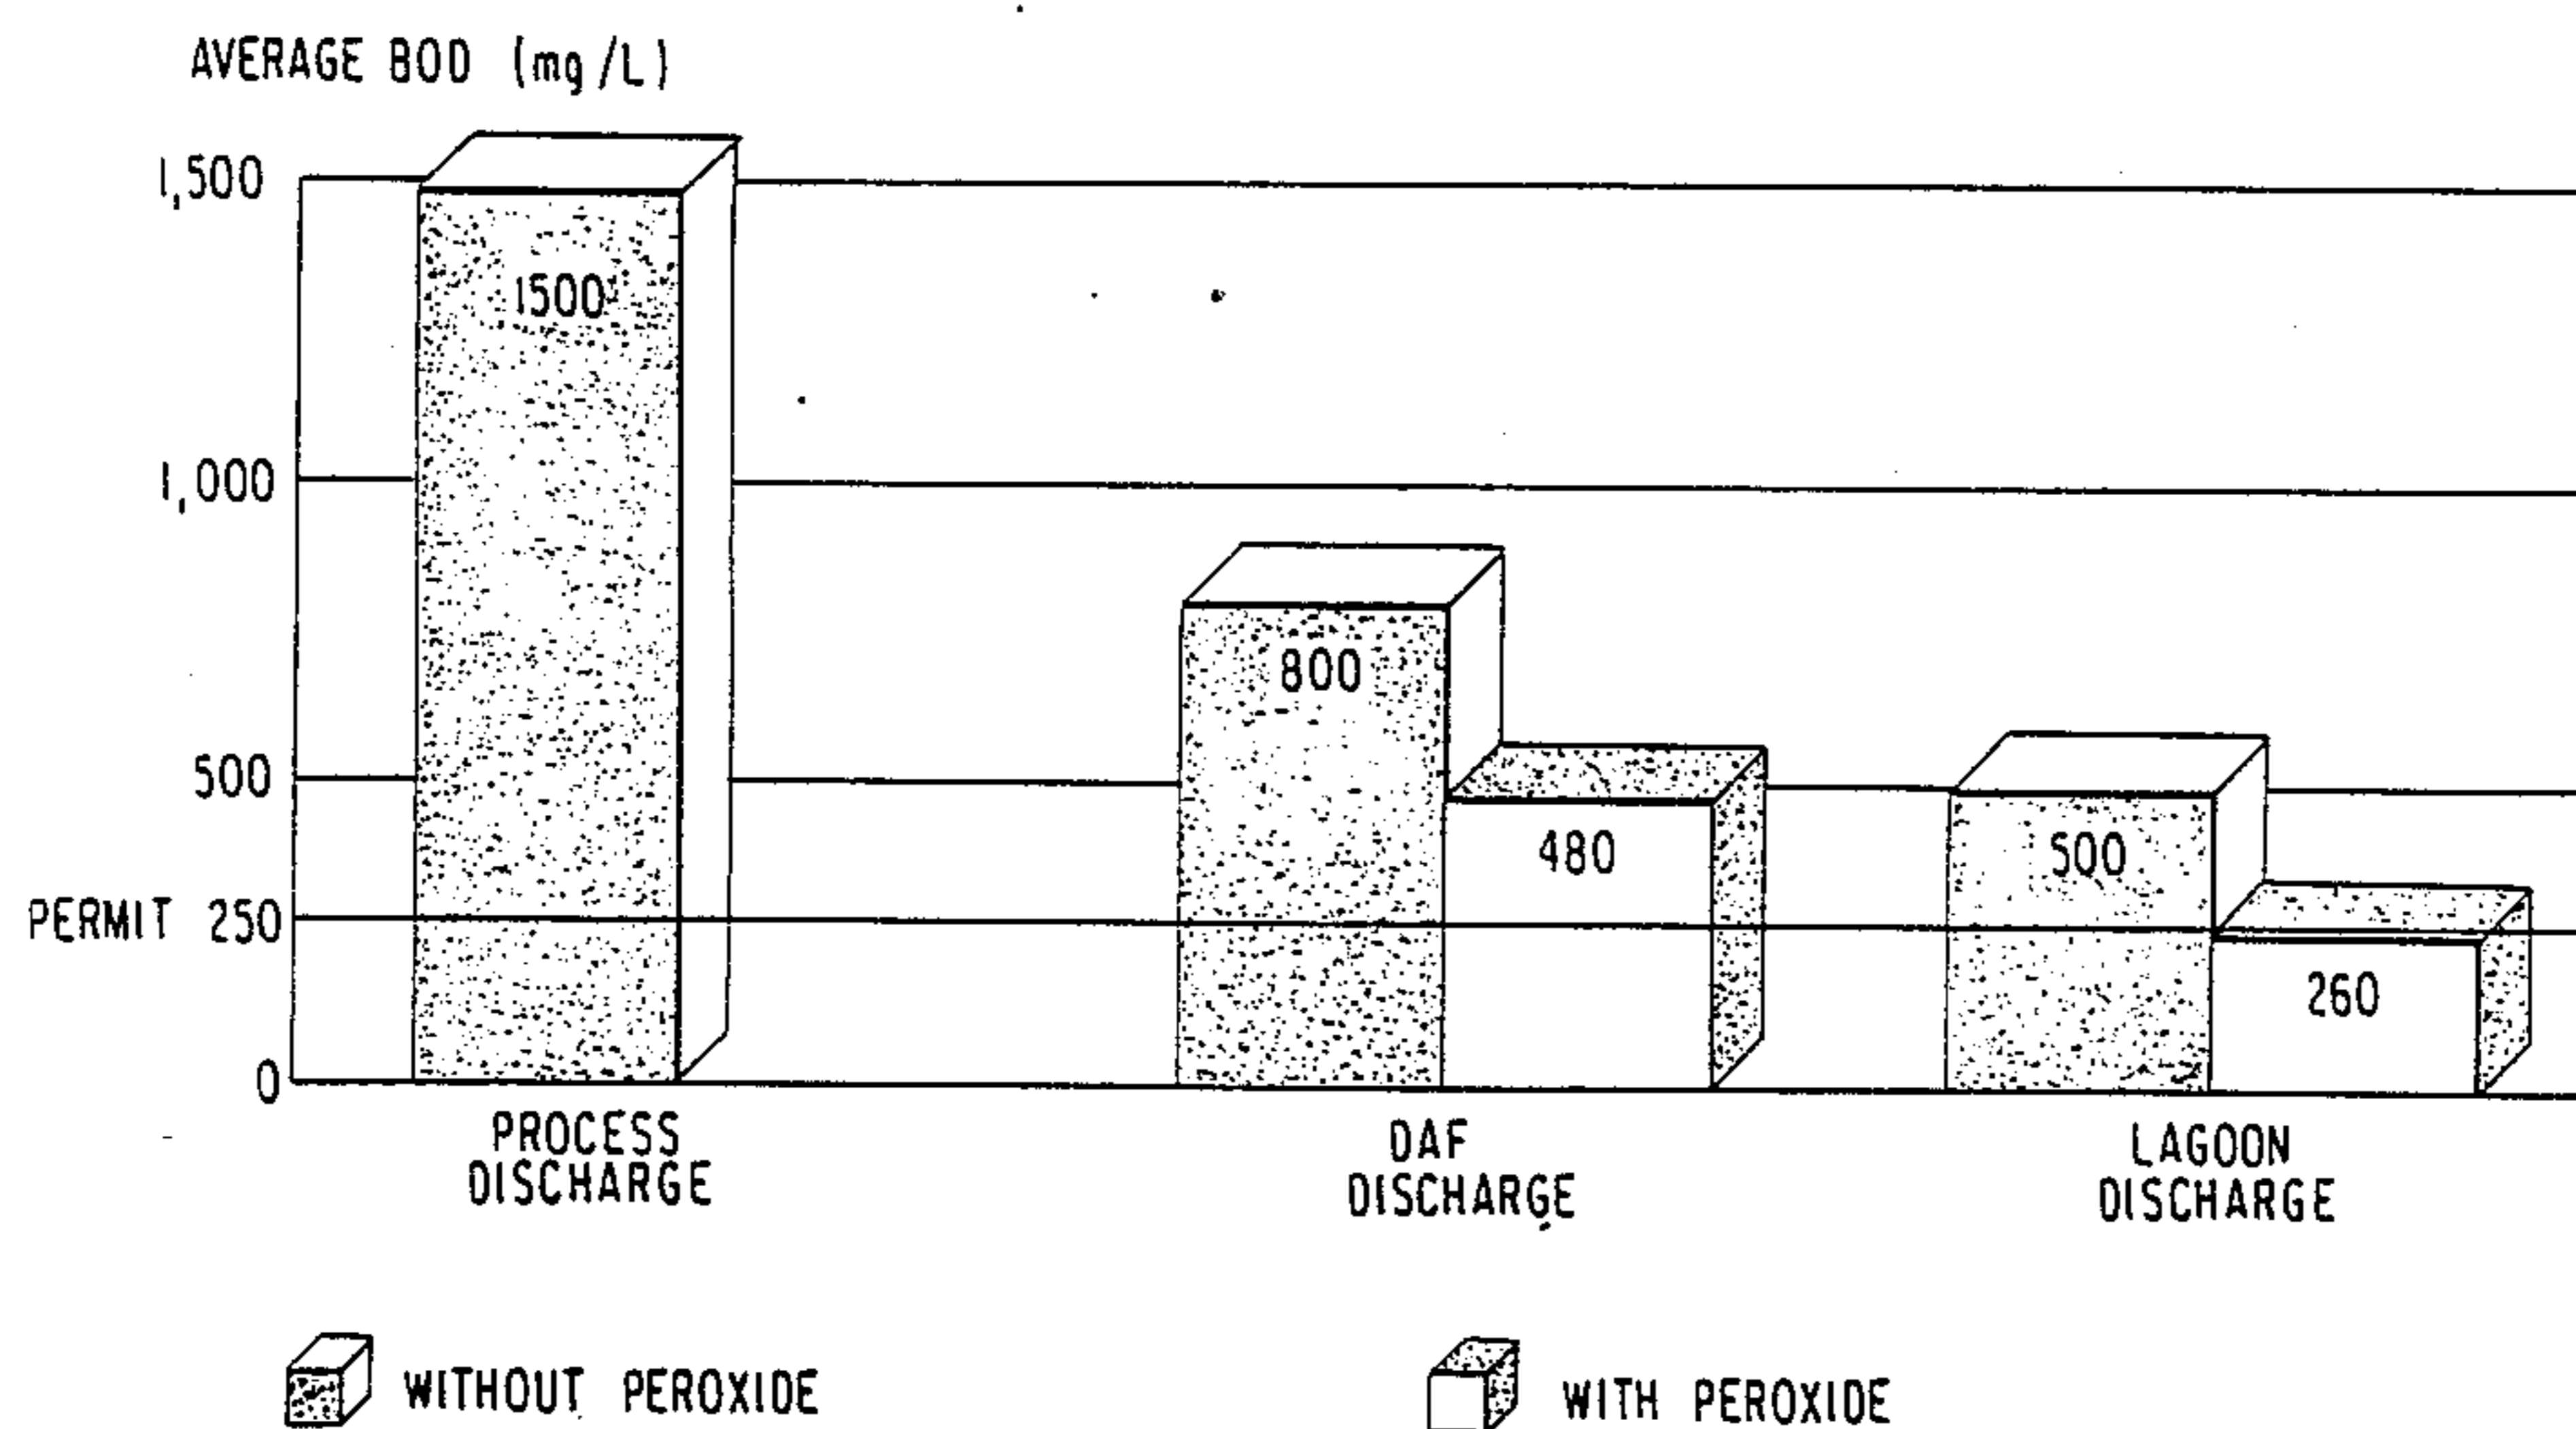 AVERAGE BOD (mg/L)
1,500
1500
1,000
800
500
480
500
PERMIT 250
260
0
PROCESS
DISCHARGE
DAF
DISCHARGE
LAGOON
DISCHARGE
WITHOUT PEROXIDE
WITH PEROXIDE